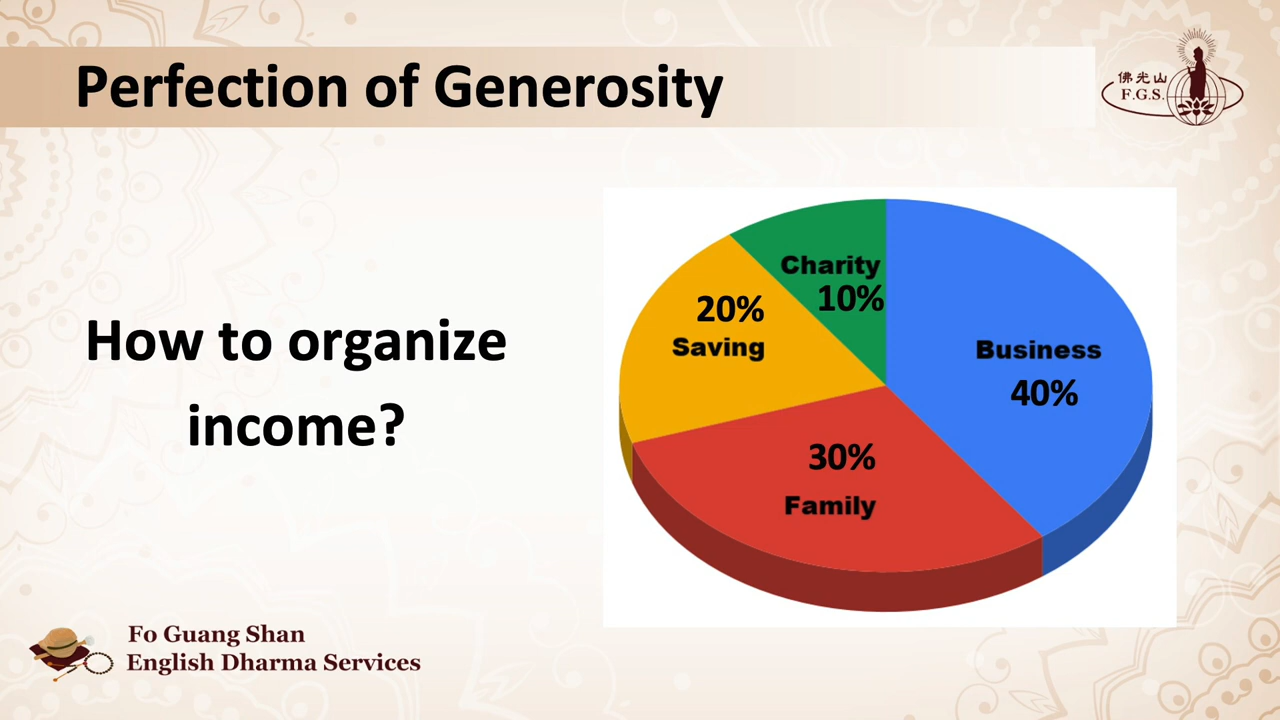 Perfection of Generosity
佛光山
F.G.S.
How to organize
income?
Charity
10%
20%
Saving
Business
40%
30%
Family
Fo Guang Shan
English Dharma Services